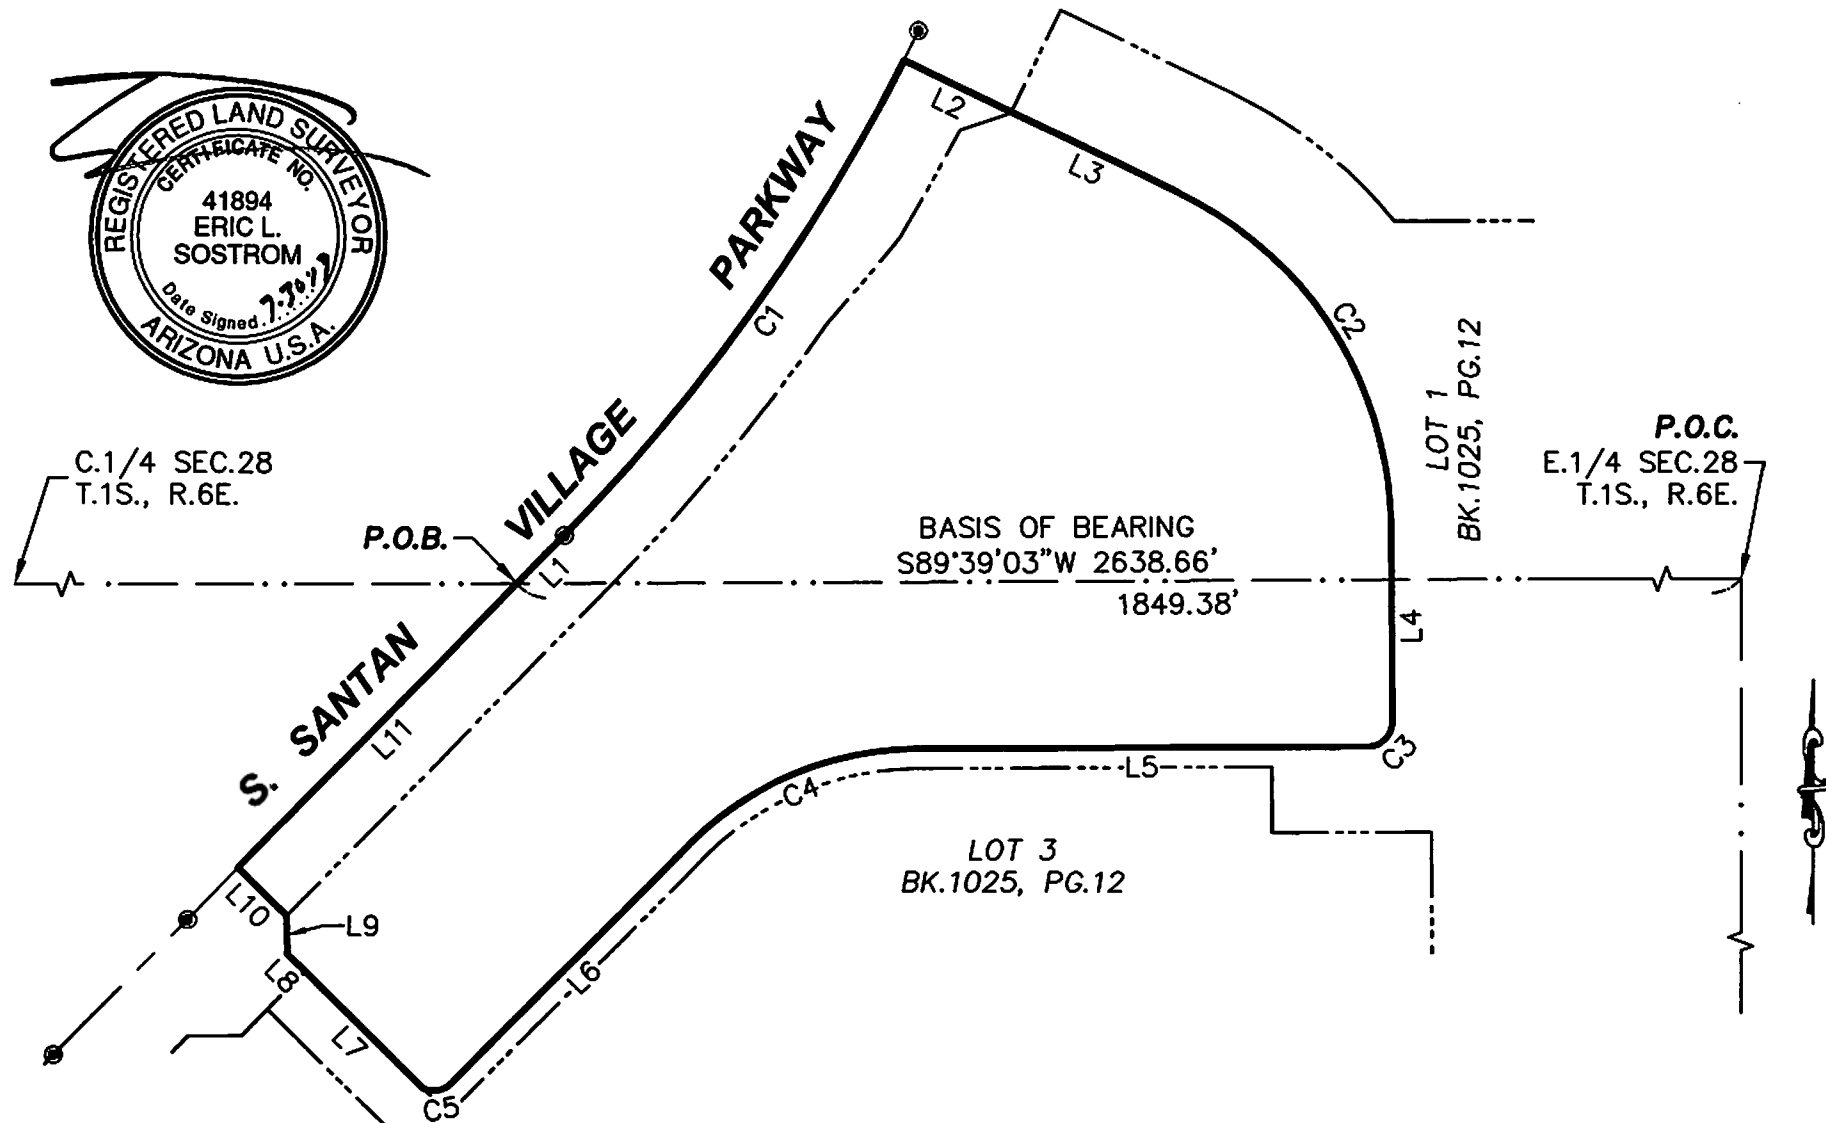 REGISTERED LAND SURVEYOR
CERTIFICATE NO.
41894
ERIC L.
SOSTROM
Date Signed
ARIZONA U.S.A.
L2
L3
PARKWAY
C1
C2
LOT 1
BK.1025, PG.12
C.1/4 SEC.28
T.1S., R.6E.
P.O.C.
E.1/4 SEC.28
T.1S., R.6E.
VILLAGE
P.O.B.
L1
BASIS OF BEARING
S89°39'03"W 2638.66'
1849.38'
L4
S. SANTAN
L11
C3
L5
C4
LOT 3
BK.1025, PG.12
L10
L9
L8
L6
L7
C5